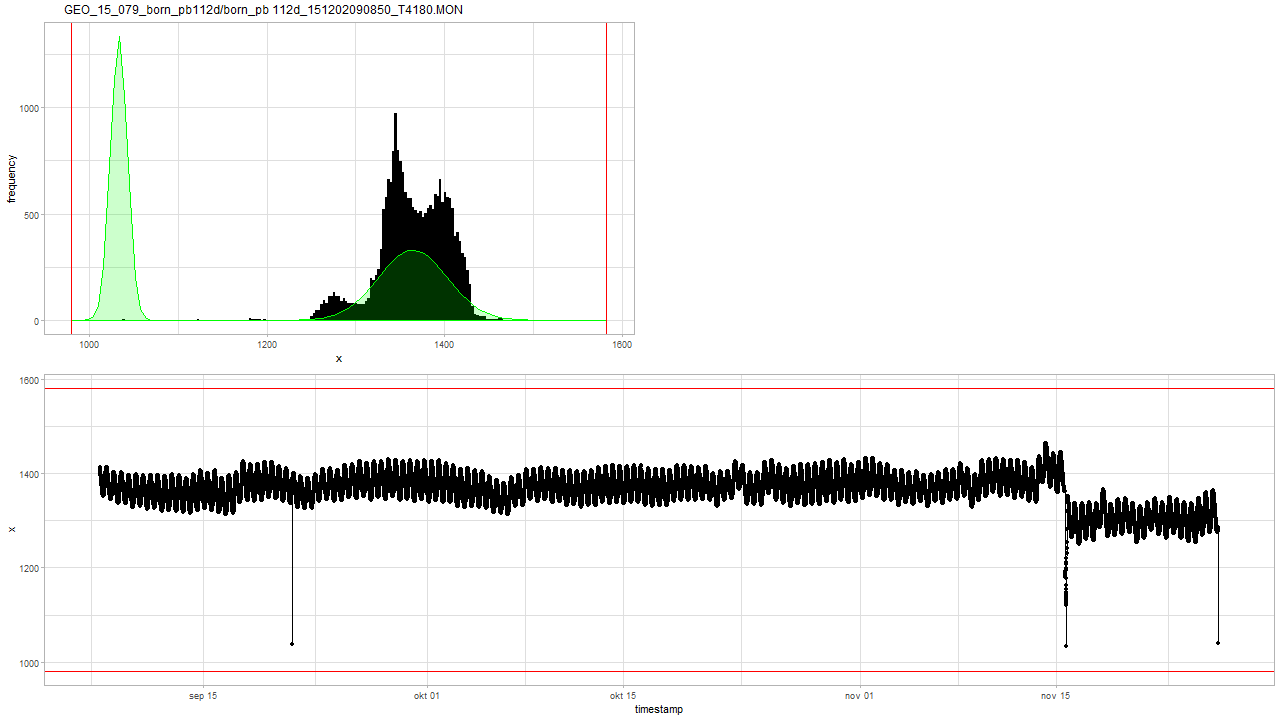 GEO_15_079_born_pb112d/born_pb 112d_151202090850_T4180.MON
frequency
1000
500
0
1000
1200
1400
1600
x
x
1600
1400
1200
1000
sep 15
okt 01
okt 15
nov 01
nov 15
timestamp